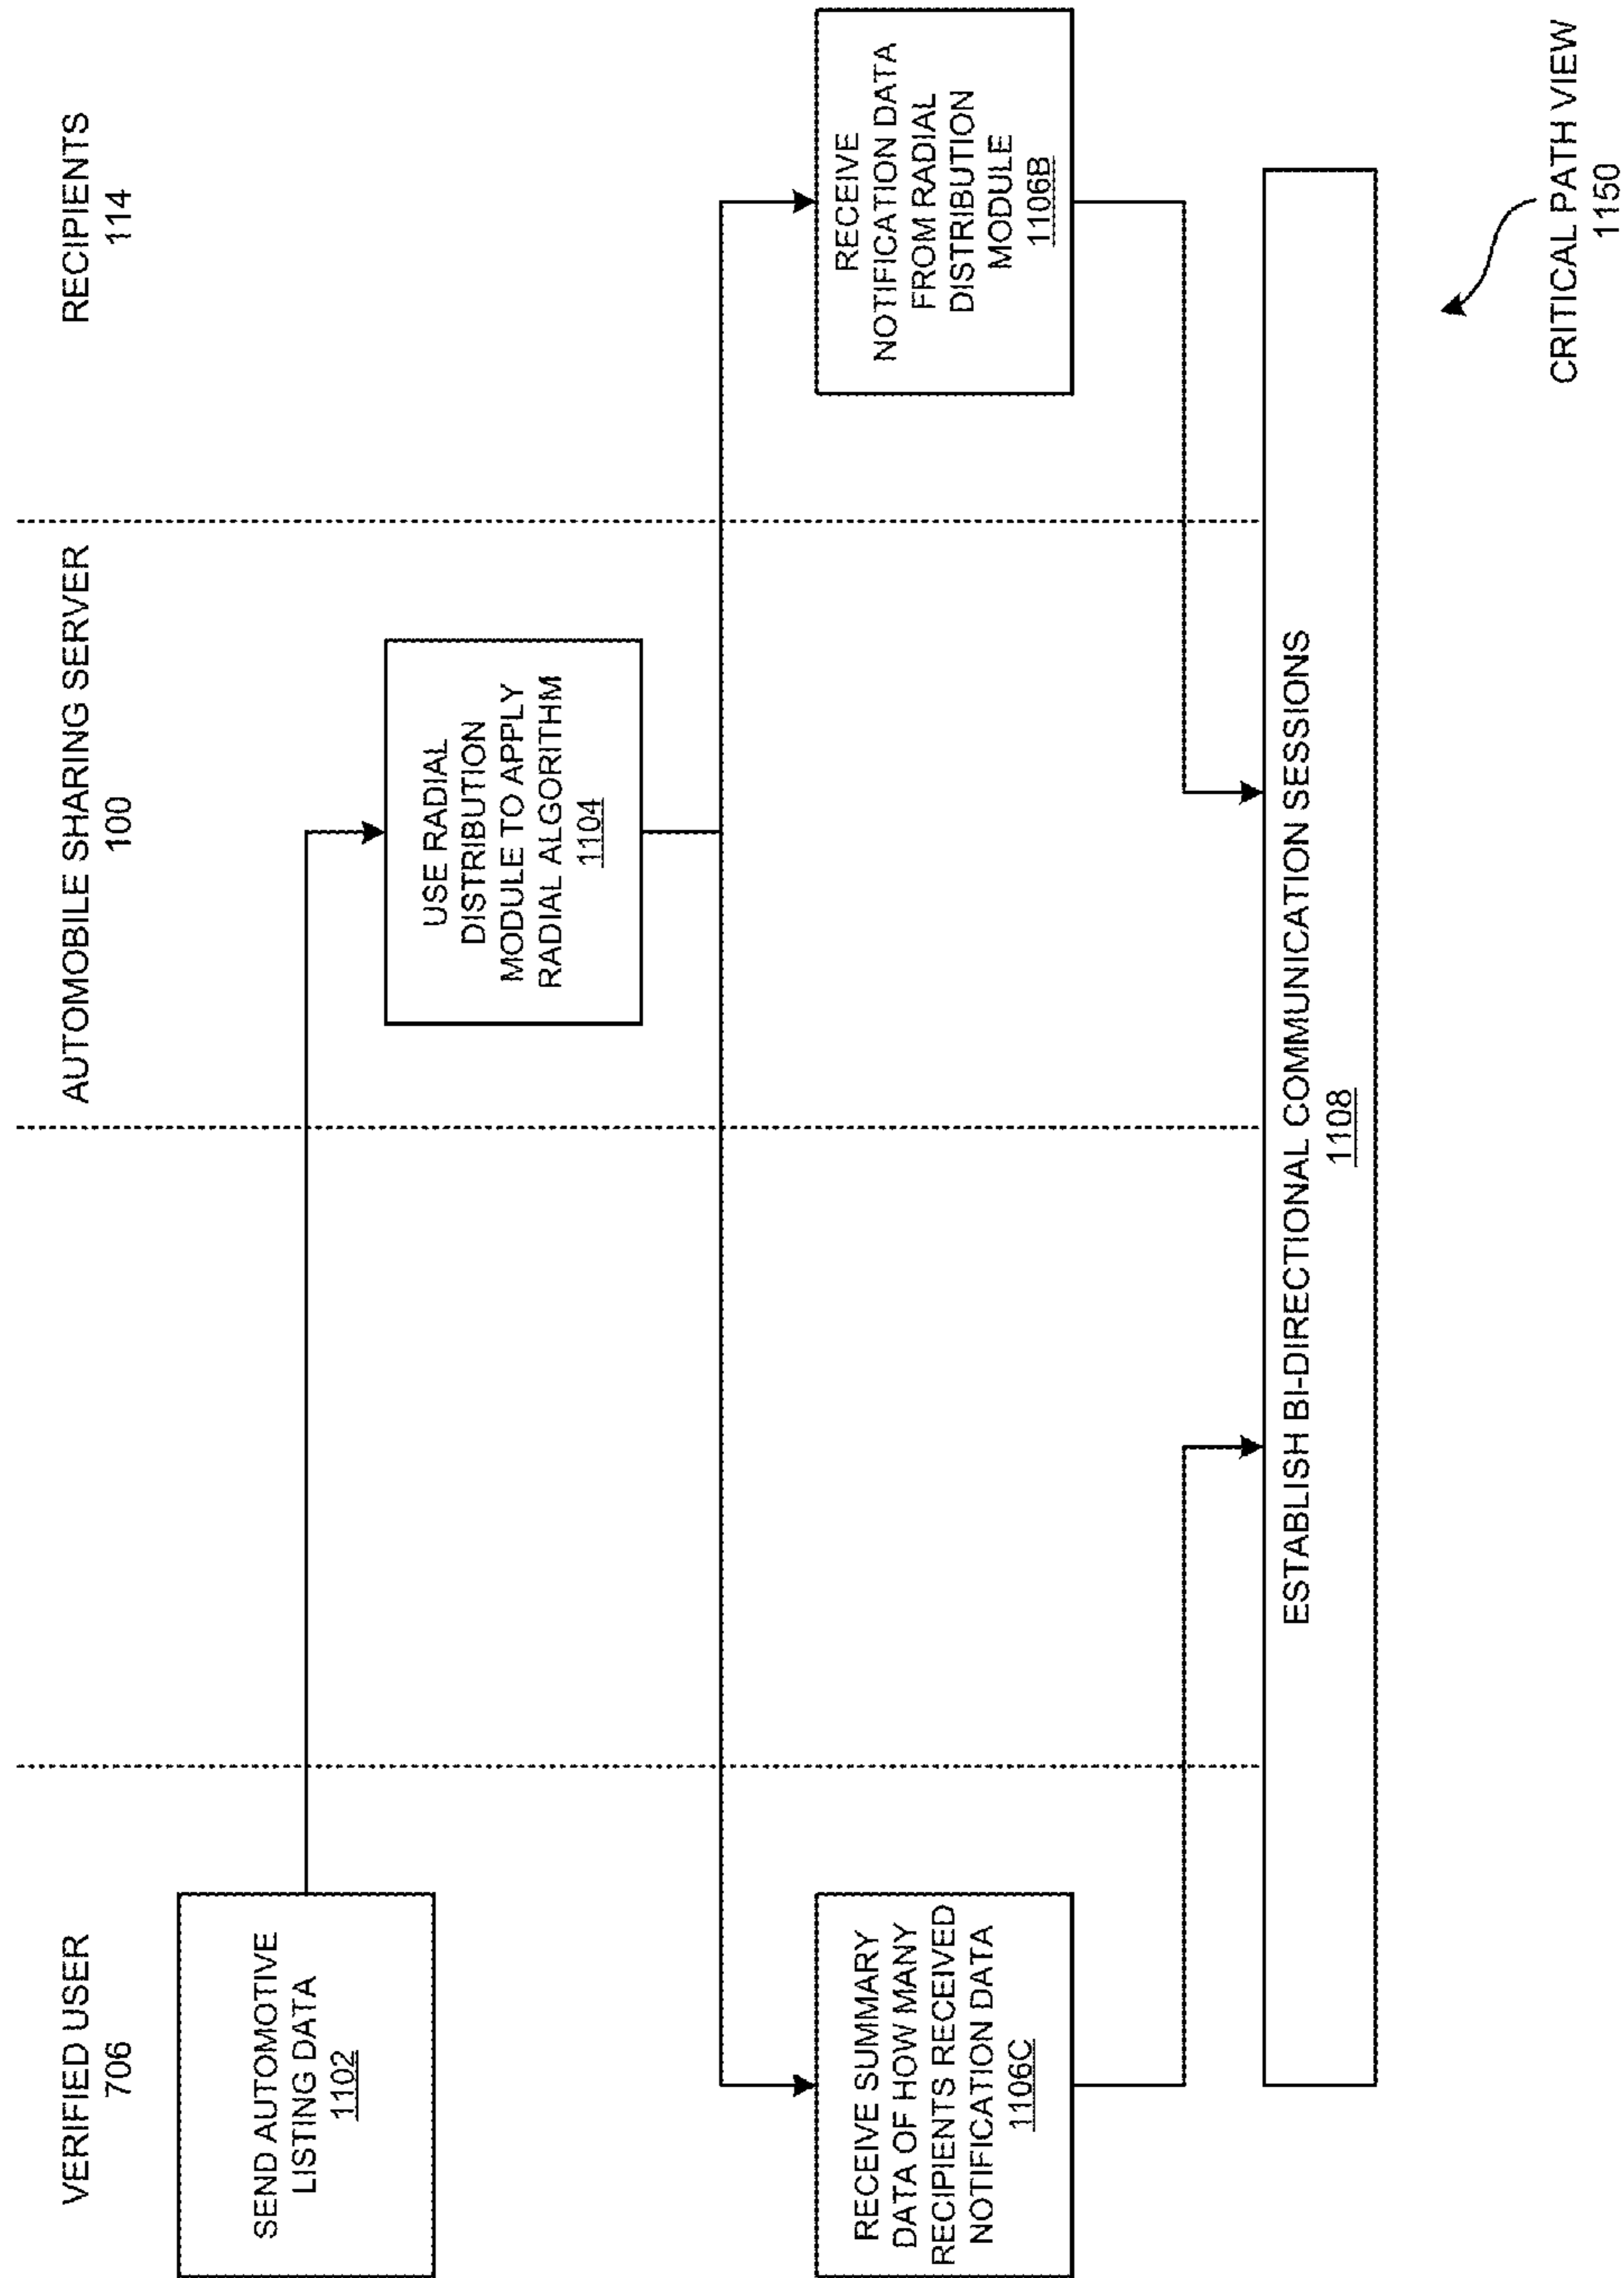 VERIFIED USER
706
AUTOMOBILE SHARING SERVER
100
RECIPIENTS
114
SEND AUTOMOTIVE
LISTING DATA
1102
USE RADIAL
DISTRIBUTION
MODULE TO APPLY
RADIAL ALGORITHM
1104
RECEIVE SUMMARY
DATA OF HOW MANY
RECIPIENTS RECEIVED
NOTIFICATION DATA
1106C
RECEIVE
NOTIFICATION DATA
FROM RADIAL
DISTRIBUTION
MODULE
1106B
ESTABLISH BI-DIRECTIONAL COMMUNICATION SESSIONS
1108
CRITICAL PATH VIEW
1150